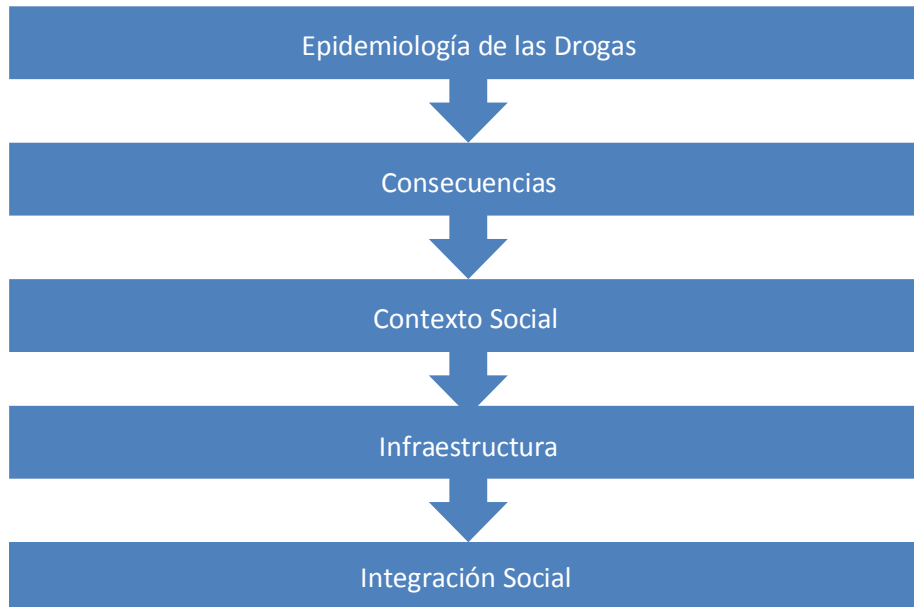 Epidemiología de las Drogas
Consecuencias
Contexto Social
Infraestructura
Integración Social